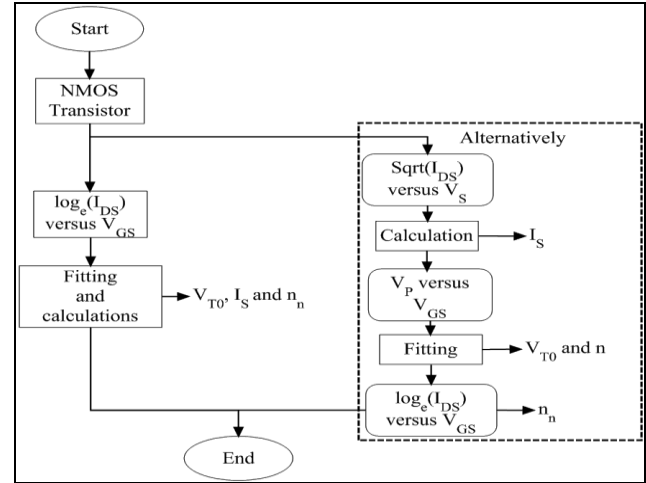 Start
NMOS
Transistor
log_e(I_DS)
versus V_GS
Fitting
and
calculations
V_T0, I_S and n_n
Alternatively
Sqrt(I_DS)
versus V_S
Calculation
I_S
V_P versus
V_GS
Fitting
V_T0 and n
log_e(I_DS)
versus V_GS
n_n
End